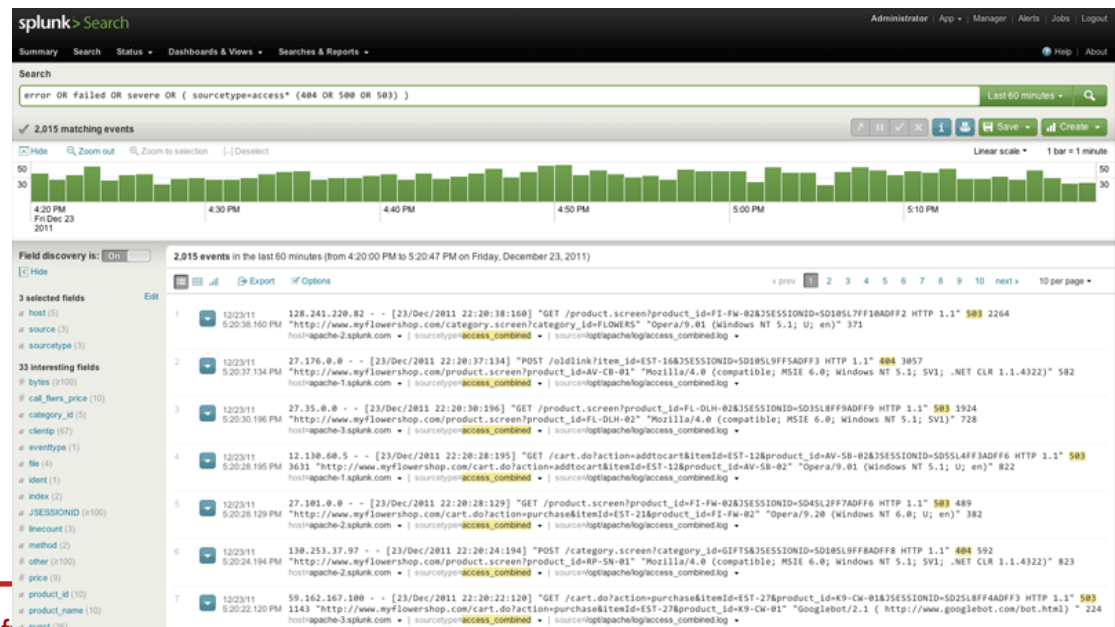 splunk> Search
Administrator | App | Manager | Alerts | Jobs | Logout
Summary Search Status Dashboards & Views Searches & Reports
Help | About
Search
error OR failed OR severe OR ( sourcetype=access* (404 OR 500 OR 503) )
Last 60 minutes
2,015 matching events
Save Create
Hide Zoom out Zoom to selection [..] Deselect
Linear scale 1 bar = 1 minute
50 50
30 30
4:20 PM 4:30 PM 4:40 PM 4:50 PM 5:00 PM 5:10 PM
Fri Dec 23
2011
Field discovery is: On
2,015 events in the last 60 minutes (from 4:20:00 PM to 5:20:47 PM on Friday, December 23, 2011)
Hide
Export Options
« prev 1 2 3 4 5 6 7 8 9 10 next » 10 per page
3 selected fields Edit
a host (5)
a source (3)
a sourcetype (3)
33 interesting fields
# bytes (≥100)
# call_flwrs_price (10)
a category_id (5)
a clientip (67)
a eventtype (1)
a file (4)
a ident (1)
a index (2)
a JSESSIONID (≥100)
# linecount (3)
a method (2)
# other (≥100)
# price (9)
a product_id (10)
a product_name (10)
1 12/23/11 128.241.220.82 - - [23/Dec/2011 22:20:38:160] "GET /product.screen?product_id=FI-FW-02&JSESSIONID=SD10SL7FF10ADFF2 HTTP 1.1" 503 2264
5:20:38.160 PM "http://www.myflowershop.com/category.screen?category_id=FLOWERS" "Opera/9.01 (Windows NT 5.1; U; en)" 371
host=apache-2.splunk.com | sourcetype=access_combined | source=/opt/apache/log/access_combined.log
2 12/23/11 27.176.0.0 - - [23/Dec/2011 22:20:37:134] "POST /oldlink?item_id=EST-16&JSESSIONID=SD10SL9FF5ADFF3 HTTP 1.1" 404 3057
5:20:37.134 PM "http://www.myflowershop.com/product.screen?product_id=AV-CB-01" "Mozilla/4.0 (compatible; MSIE 6.0; Windows NT 5.1; SV1; .NET CLR 1.1.4322)" 582
host=apache-1.splunk.com | sourcetype=access_combined | source=/opt/apache/log/access_combined.log
3 12/23/11 27.35.0.0 - - [23/Dec/2011 22:20:30:196] "GET /product.screen?product_id=FL-DLH-02&JSESSIONID=SD3SL8FF9ADFF9 HTTP 1.1" 503 1924
5:20:30.196 PM "http://www.myflowershop.com/product.screen?product_id=FL-DLH-02" "Mozilla/4.0 (compatible; MSIE 6.0; Windows NT 5.1; SV1)" 728
host=apache-3.splunk.com | sourcetype=access_combined | source=/opt/apache/log/access_combined.log
4 12/23/11 12.130.60.5 - - [23/Dec/2011 22:20:28:195] "GET /cart.do?action=addtocart&itemId=EST-12&product_id=AV-SB-02&JSESSIONID=SD5SL4FF3ADFF6 HTTP 1.1" 503
5:20:28.195 PM 3631 "http://www.myflowershop.com/cart.do?action=addtocart&itemId=EST-12&product_id=AV-SB-02" "Opera/9.01 (Windows NT 5.1; U; en)" 822
host=apache-1.splunk.com | sourcetype=access_combined | source=/opt/apache/log/access_combined.log
5 12/23/11 27.101.0.0 - - [23/Dec/2011 22:20:28:129] "GET /product.screen?product_id=FI-FW-02&JSESSIONID=SD4SL2FF7ADFF6 HTTP 1.1" 503 489
5:20:28.129 PM "http://www.myflowershop.com/cart.do?action=purchase&itemId=EST-21&product_id=FI-FW-02" "Opera/9.20 (Windows NT 6.0; U; en)" 382
host=apache-2.splunk.com | sourcetype=access_combined | source=/opt/apache/log/access_combined.log
6 12/23/11 130.253.37.97 - - [23/Dec/2011 22:20:24:194] "POST /category.screen?category_id=GIFTS&JSESSIONID=SD10SL9FF8ADFF8 HTTP 1.1" 404 592
5:20:24.194 PM "http://www.myflowershop.com/product.screen?product_id=RP-SN-01" "Mozilla/4.0 (compatible; MSIE 6.0; Windows NT 5.1; SV1; .NET CLR 1.1.4322)" 823
host=apache-2.splunk.com | sourcetype=access_combined | source=/opt/apache/log/access_combined.log
7 12/23/11 59.162.167.100 - - [23/Dec/2011 22:20:22:120] "GET /cart.do?action=purchase&itemId=EST-27&product_id=K9-CW-01&JSESSIONID=SD2SL8FF4ADFF3 HTTP 1.1" 503
5:20:22.120 PM 1143 "http://www.myflowershop.com/cart.do?action=purchase&itemId=EST-27&product_id=K9-CW-01" "Googlebot/2.1 ( http://www.googlebot.com/bot.html) " 224
host=apache-3.splunk.com | sourcetype=access_combined | source=/opt/apache/log/access_combined.log